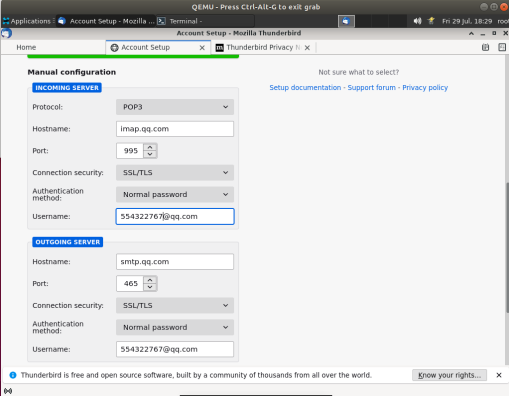 QEMU - Press Ctrl-Alt-G to exit grab
Applications Account Setup - Mozilla ... Terminal - Fri 29 Jul, 18:29 root
Account Setup - Mozilla Thunderbird
Home Account Setup Thunderbird Privacy N
Manual configuration
Not sure what to select?
Setup documentation - Support forum - Privacy policy
INCOMING SERVER
Protocol: POP3
Hostname: imap.qq.com
Port: 995
Connection security: SSL/TLS
Authentication method: Normal password
Username: 554322767@qq.com
OUTGOING SERVER
Hostname: smtp.qq.com
Port: 465
Connection security: SSL/TLS
Authentication method: Normal password
Username: 554322767@qq.com
Thunderbird is free and open source software, built by a community of thousands from all over the world. Know your rights...